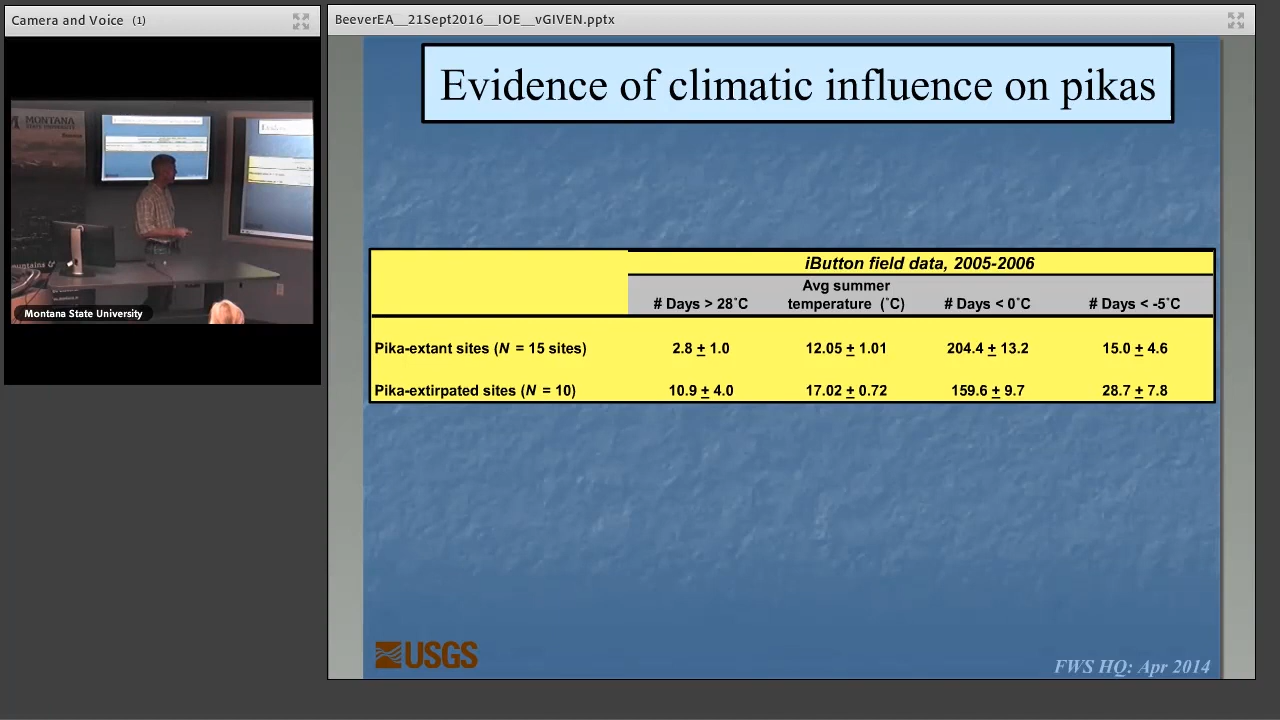 Camera and Voice (1)
BeeverEA__21Sept2016__IOE__vGIVEN.pptx
MONTANA
STATE UNIVERSITY
Montana State University
Evidence of climatic influence on pikas
iButton field data, 2005-2006
# Days > 28˚C Avg summer temperature (˚C) # Days < 0˚C # Days < -5˚C
Pika-extant sites (N = 15 sites) 2.8 ± 1.0 12.05 ± 1.01 204.4 ± 13.2 15.0 ± 4.6
Pika-extirpated sites (N = 10) 10.9 ± 4.0 17.02 ± 0.72 159.6 ± 9.7 28.7 ± 7.8
USGS
FWS HQ: Apr 2014